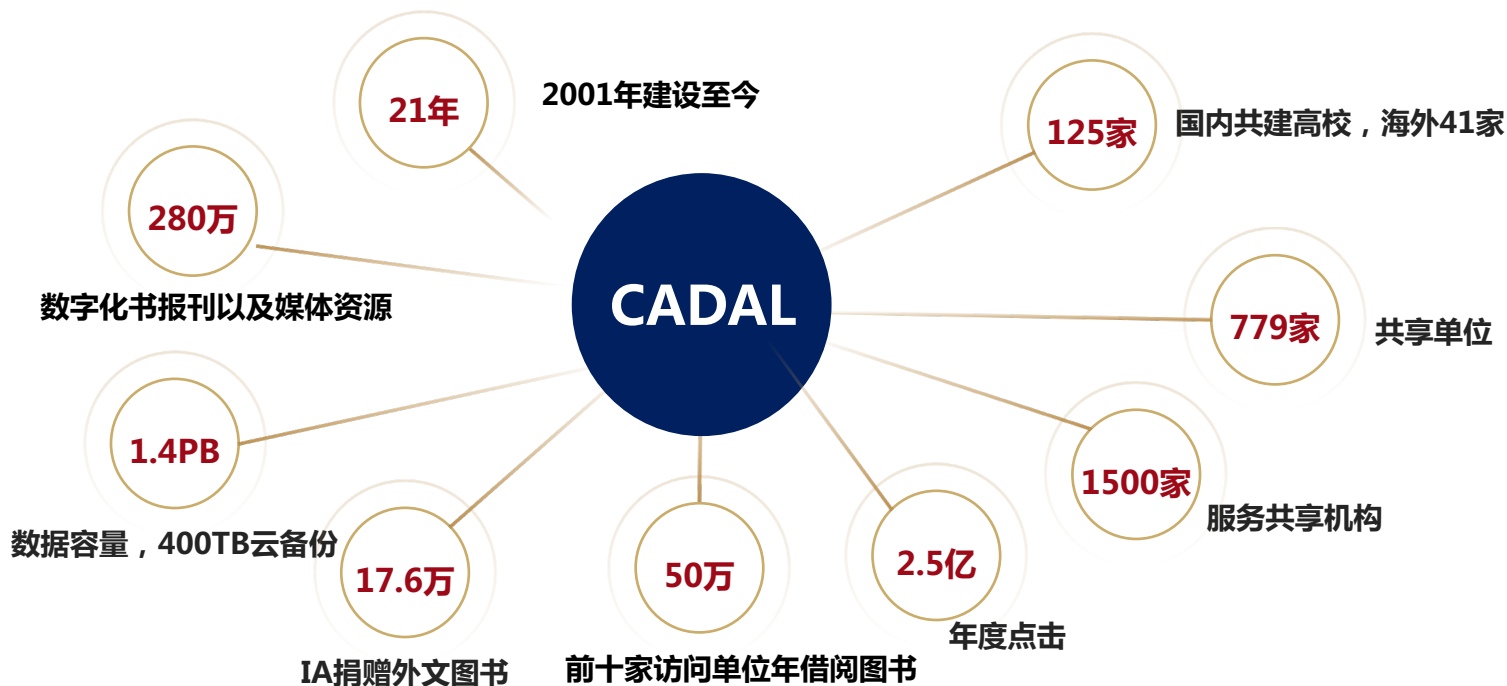 21年
2001年建设至今
125家
国内共建高校，海外41家
280万
数字化书报刊以及媒体资源
CADAL
779家
共享单位
1.4PB
数据容量，400TB云备份
1500家
服务共享机构
17.6万
IA捐赠外文图书
50万
前十家访问单位年借阅图书
2.5亿
年度点击